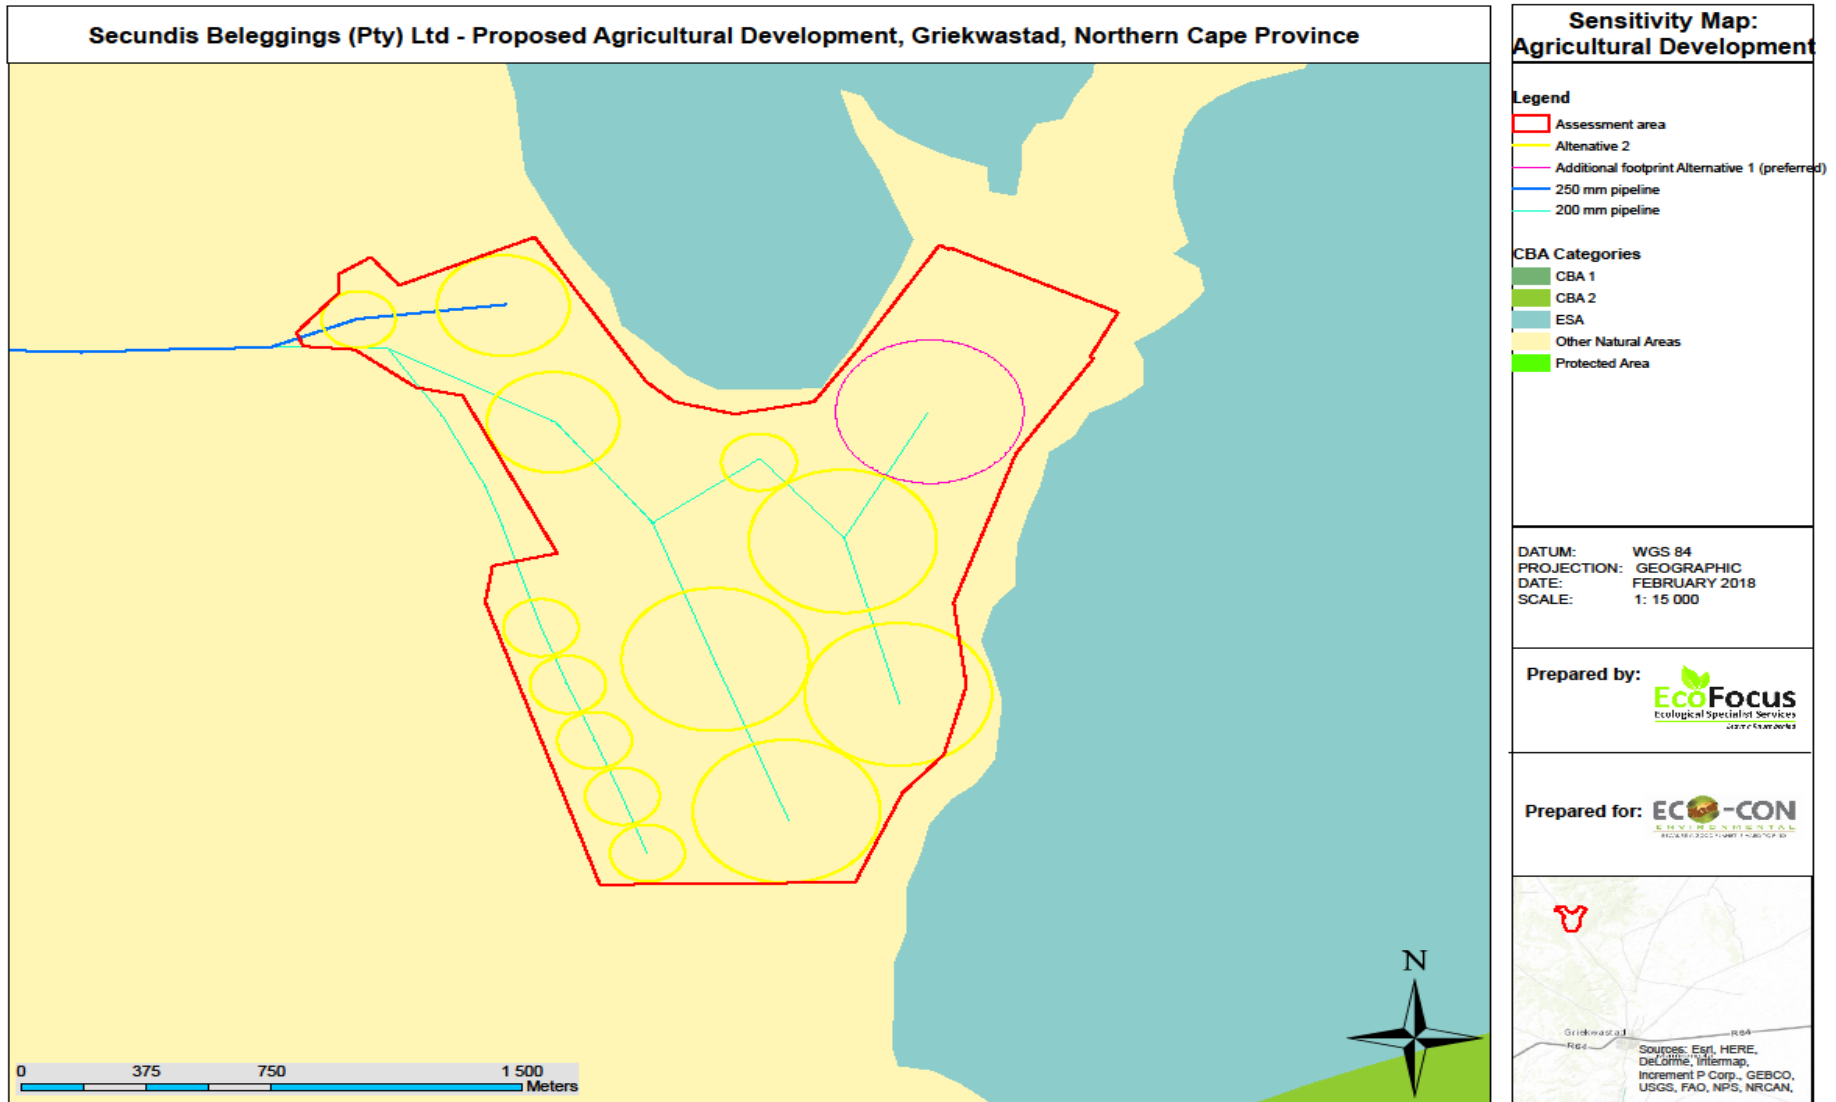 Secundis Beleggings (Pty) Ltd - Proposed Agricultural Development, Griekwastad, Northern Cape Province
Sensitivity Map:
Agricultural Development
Legend
Assessment area
Altenative 2
Additional footprint Alternative 1 (preferred)
250 mm pipeline
200 mm pipeline
CBA Categories
CBA 1
CBA 2
ESA
Other Natural Areas
Protected Area
DATUM: WGS 84
PROJECTION: GEOGRAPHIC
DATE: FEBRUARY 2018
SCALE: 1: 15 000
Prepared by:
EcoFocus
Ecological Specialist Services
Prepared for:
ECO-CON
ENVIRONMENTAL
N
0 375 750 1 500
Meters
Griekwastad
R64
R64
Sources: Esri, HERE,
DeLorme, Intermap,
Increment P Corp., GEBCO,
USGS, FAO, NPS, NRCAN,